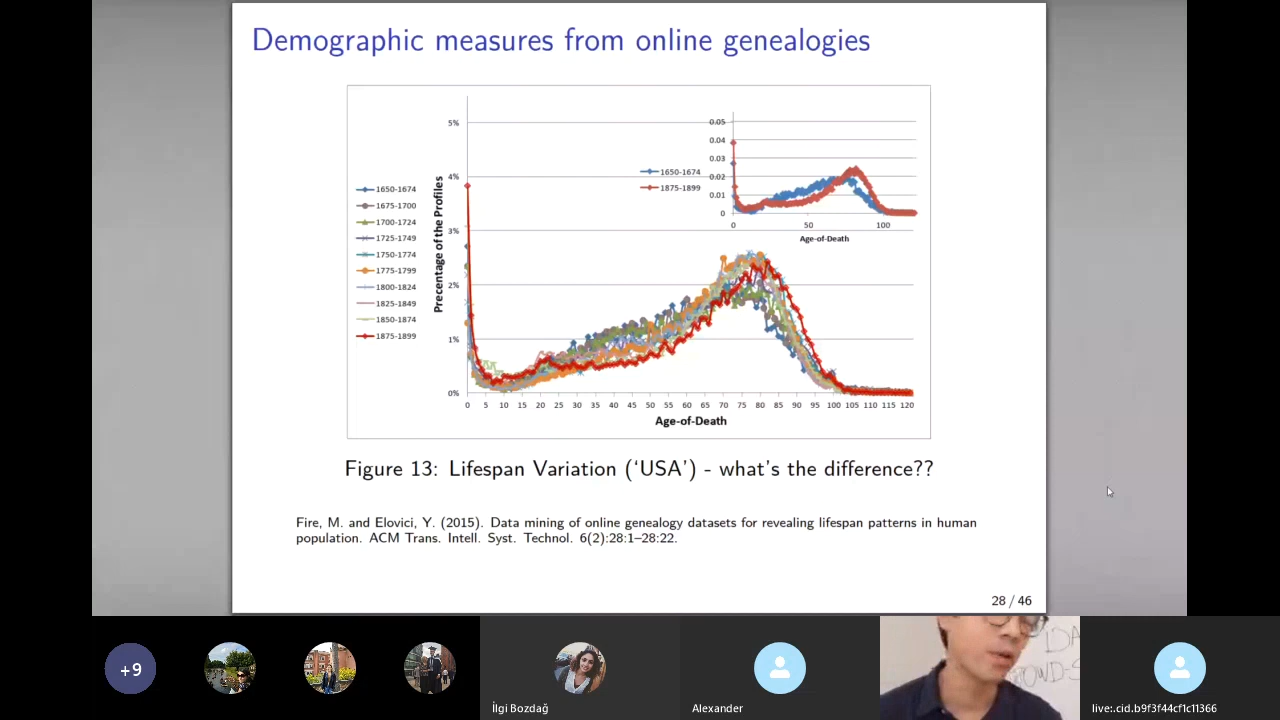 Demographic measures from online genealogies
5%
4%
3%
2%
1%
0%
Precentage of the Profiles
1650-1674
1675-1700
1700-1724
1725-1749
1750-1774
1775-1799
1800-1824
1825-1849
1850-1874
1875-1899
0.05
0.04
0.03
0.02
0.01
0
1650-1674
1875-1899
0 50 100
Age-of-Death
0 5 10 15 20 25 30 35 40 45 50 55 60 65 70 75 80 85 90 95 100 105 110 115 120
Age-of-Death
Figure 13: Lifespan Variation (‘USA’) - what's the difference??
Fire, M. and Elovici, Y. (2015). Data mining of online genealogy datasets for revealing lifespan patterns in human
population. ACM Trans. Intell. Syst. Technol. 6(2):28:1–28:22.
28 / 46
+9
İlgi Bozdağ
Alexander
live:.cid.b9f3f44cf1c11366